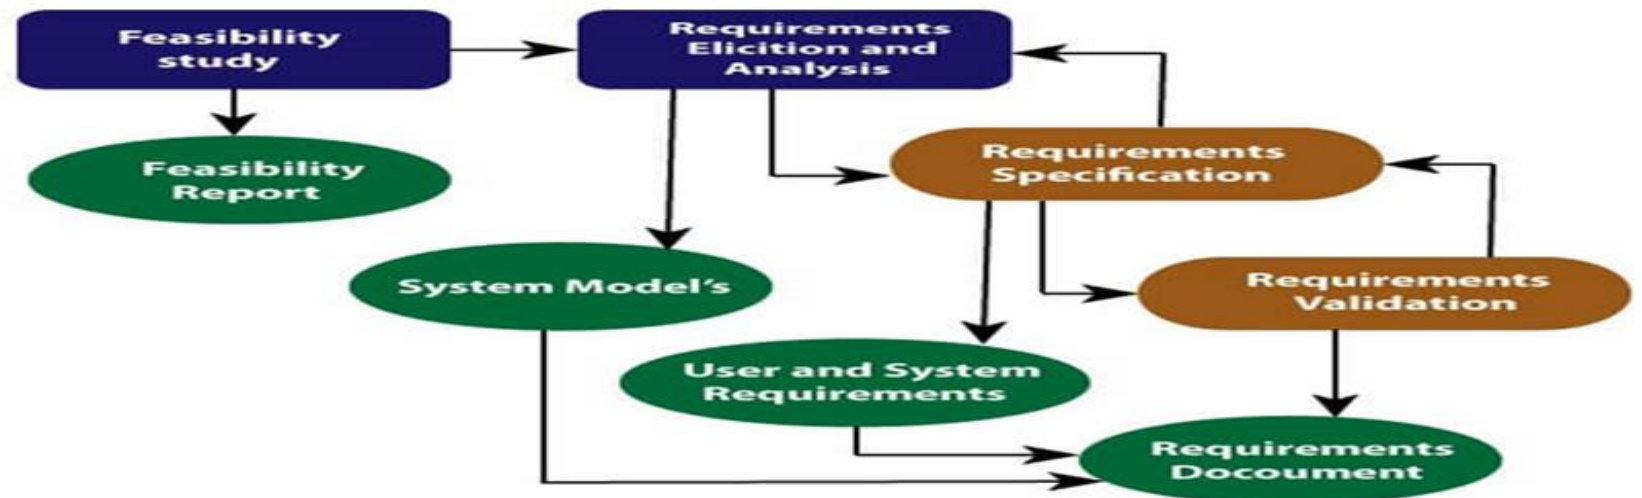 Feasibility
study
Requirements
Elicition and
Analysis
Feasibility
Report
Requirements
Specification
System Model's
Requirements
Validation
User and System
Requirements
Requirements
Docoument